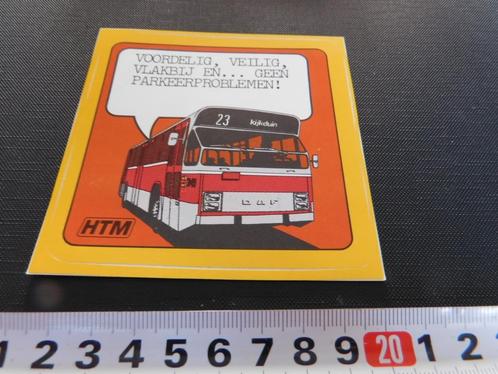 VOORDELIG, VEILIG,
VLAKBIJ EN... GEEN
PARKEERPROBLEMEN!
23 kijkduin
DAF
HTM
1 2 3 4 5 6 7 8 9 20 1 2